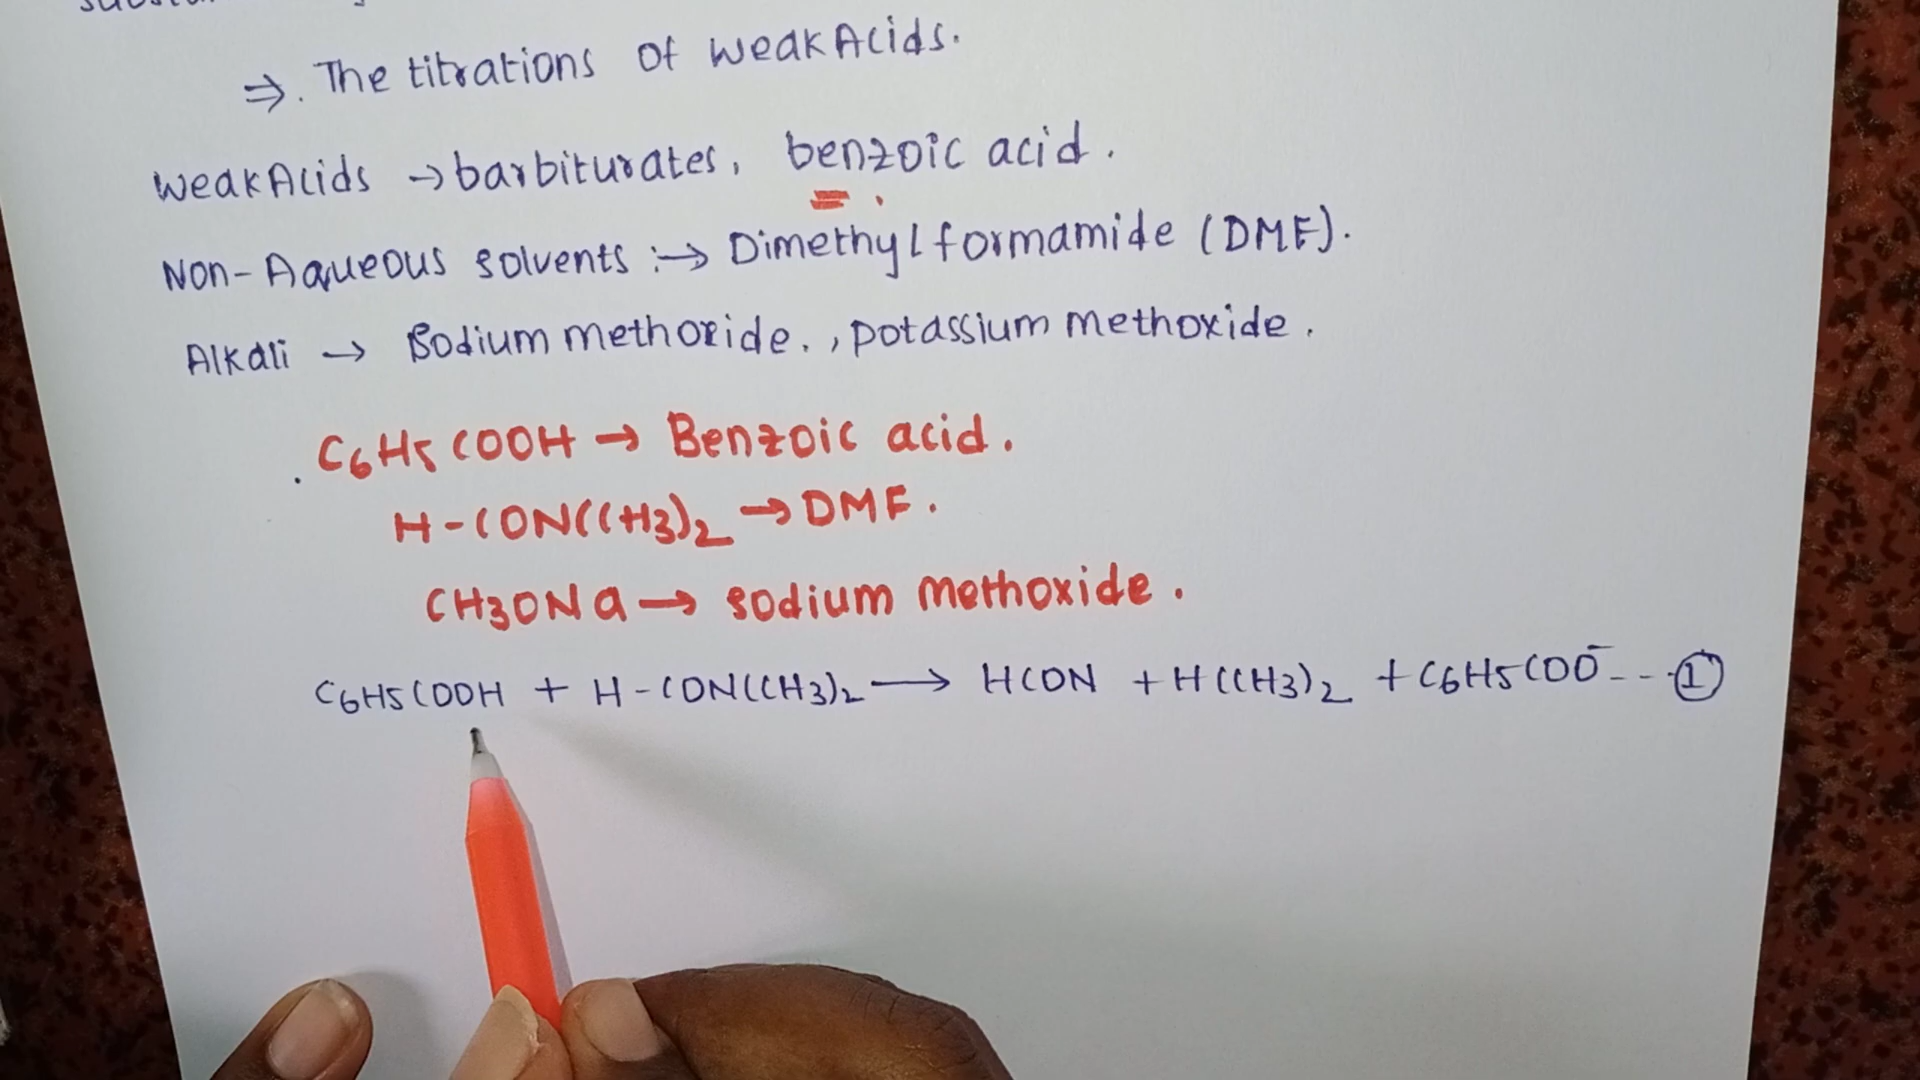 ⇒. The titrations of weak Acids.
weak Acids → barbiturates, benzoic acid.
Non-Aqueous solvents :→ Dimethyl formamide (DMF).
Alkali → Sodium methoxide., potassium methoxide.
C6H5COOH → Benzoic acid.
H-CON(CH3)2 → DMF.
CH3ONa → sodium methoxide.
C6H5COOH + H-CON(CH3)2 → HCON + H(CH3)2 + C6H5COO⁻ --- ①